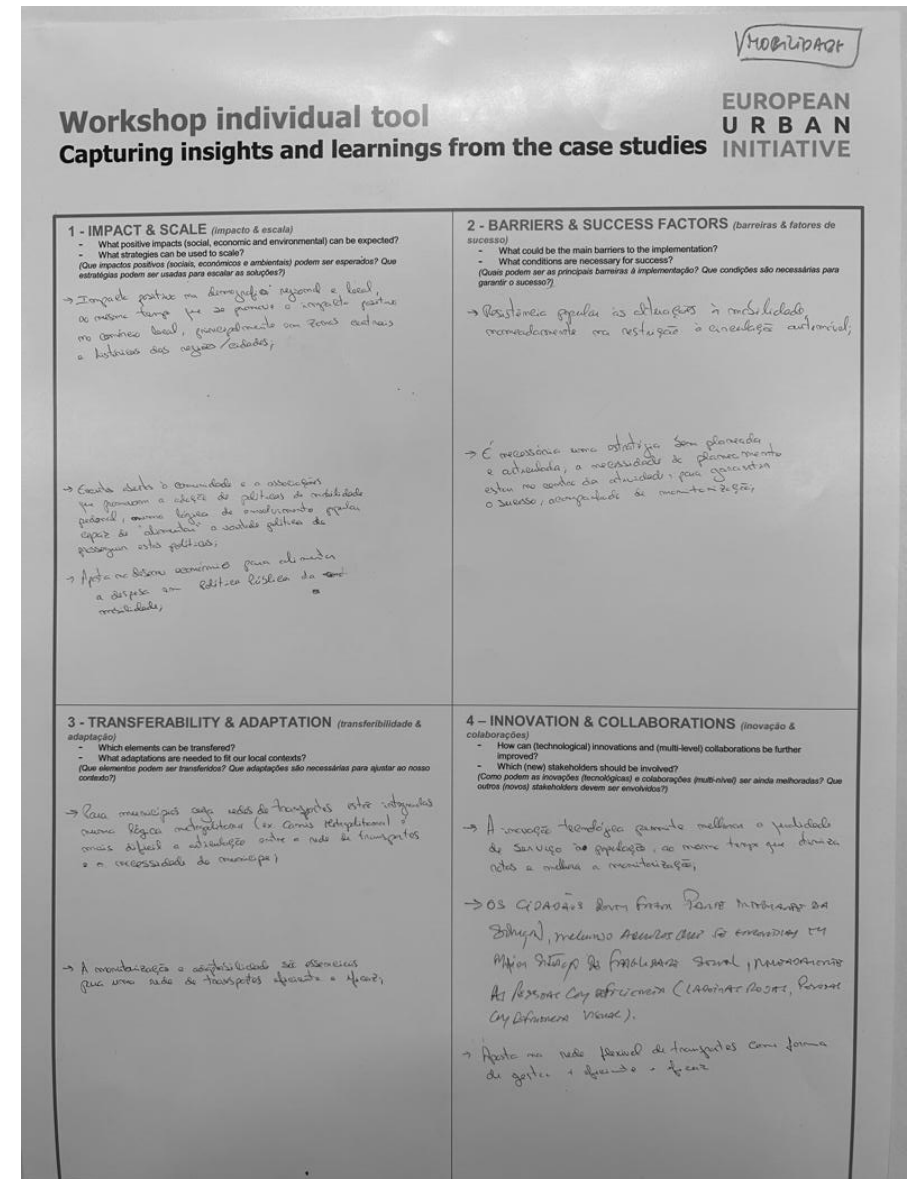 MOBILIDADE
EUROPEAN
URBAN
INITIATIVE
Workshop individual tool
Capturing insights and learnings from the case studies
1 - IMPACT & SCALE (impacto & escala)
- What positive impacts (social, economic and environmental) can be expected?
- What strategies can be used to scale?
(Que impactos positivos (sociais, económicos e ambientais) podem ser esperados? Que
estratégias podem ser usadas para escalar as soluções?)
→ Impacto positivo na demografia regional e local,
ao mesmo tempo que se promove o impacto positivo
no comércio local, principalmente com zonas centrais
e históricas das regiões/cidades;
→ Escuta à comunidade e a associações
que promovam a adoção de políticas de mobilidade
numa lógica de envolvimento popular
capaz de "alimentar" a vontade política de
estas políticas;
→ Aposta no económico para alimentar
a despesa em Política Pública da
mobilidade;
2 - BARRIERS & SUCCESS FACTORS (barreiras & fatores de
sucesso)
- What could be the main barriers to the implementation?
- What conditions are necessary for success?
(Quais podem ser as principais barreiras à implementação? Que condições são necessárias para
garantir o sucesso?)
→ Resistência popular às alterações à mobilidade,
nomeadamente na restrição à circulação automóvel;
→ É necessária uma estratégia bem planeada
e articulada, a necessidade de planeamento
estar no centro da atividade, para garantir
o sucesso, acompanhada de monitorização;
3 - TRANSFERABILITY & ADAPTATION (transferibilidade &
adaptação)
- Which elements can be transfered?
- What adaptations are needed to fit our local contexts?
(Que elementos podem ser transferidos? Que adaptações são necessárias para ajustar ao nosso
contexto?)
→ Para municípios cuja redes de transportes estão integradas
numa lógica metropolitana (ex. Carris Metropolitana) é
mais difícil a articulação entre a rede de transportes
e a necessidade do munícipe)
→ A monitorização e adaptabilidade são essenciais
para uma rede de transportes eficiente e eficaz;
4 – INNOVATION & COLLABORATIONS (inovação &
colaborações)
- How can (technological) innovations and (multi-level) collaborations be further
improved?
- Which (new) stakeholders should be involved?
(Como podem as inovações (tecnológicas) e colaborações (multi-nível) ser ainda melhoradas? Que
outros (novos) stakeholders devem ser envolvidos?)
→ A inovação tecnológica permite melhorar a qualidade
de serviço à população, ao mesmo tempo que
rotas e melhora a monitorização;
→ OS CIDADÃOS devem fazer PARTE INTEGRANTE DA
Solução, incluindo AQUELES QUE SE ENCONTRAM EM
MAIOR SITUAÇÃO DE FRAGILIDADE SOCIAL, NOMEADAMENTE
AS PESSOAS COM DEFICIÊNCIA (
COM DEFICIÊNCIA VISUAL).
→ Aposta na rede flexível de transportes como forma
de gestão + eficiente e eficaz